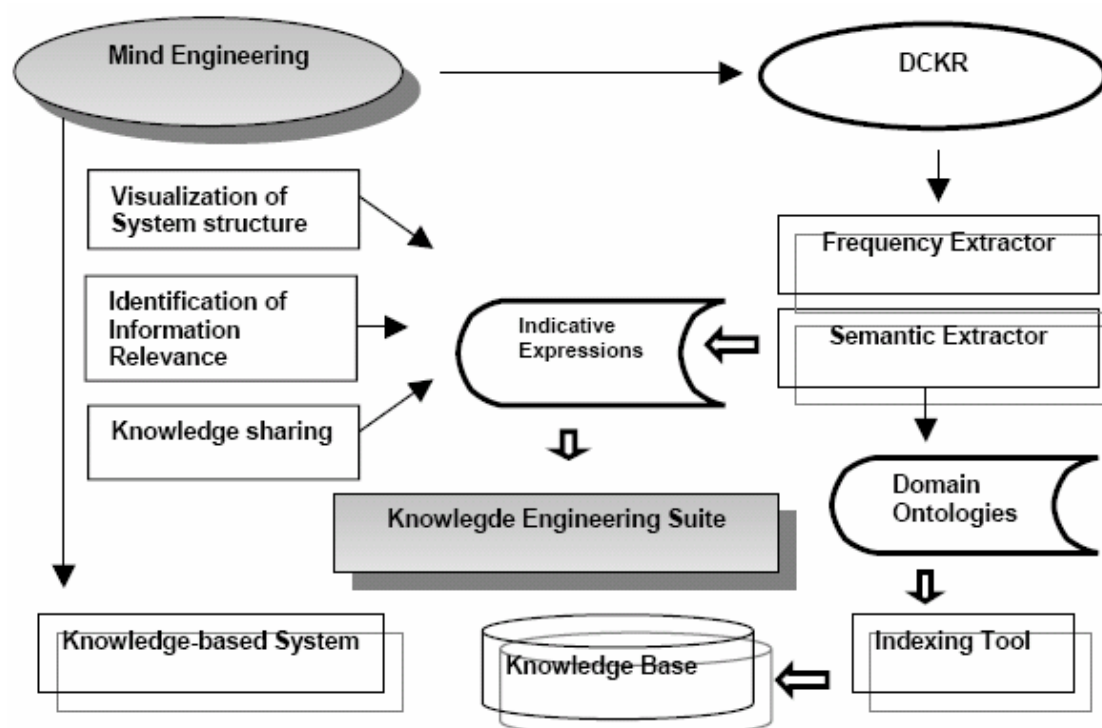 Mind Engineering
DCKR
Visualization of
System structure
Frequency Extractor
Identification of
Information
Relevance
Indicative
Expressions
Semantic Extractor
Knowledge sharing
Domain
Ontologies
Knowlegde Engineering Suite
Knowledge-based System
Knowledge Base
Indexing Tool